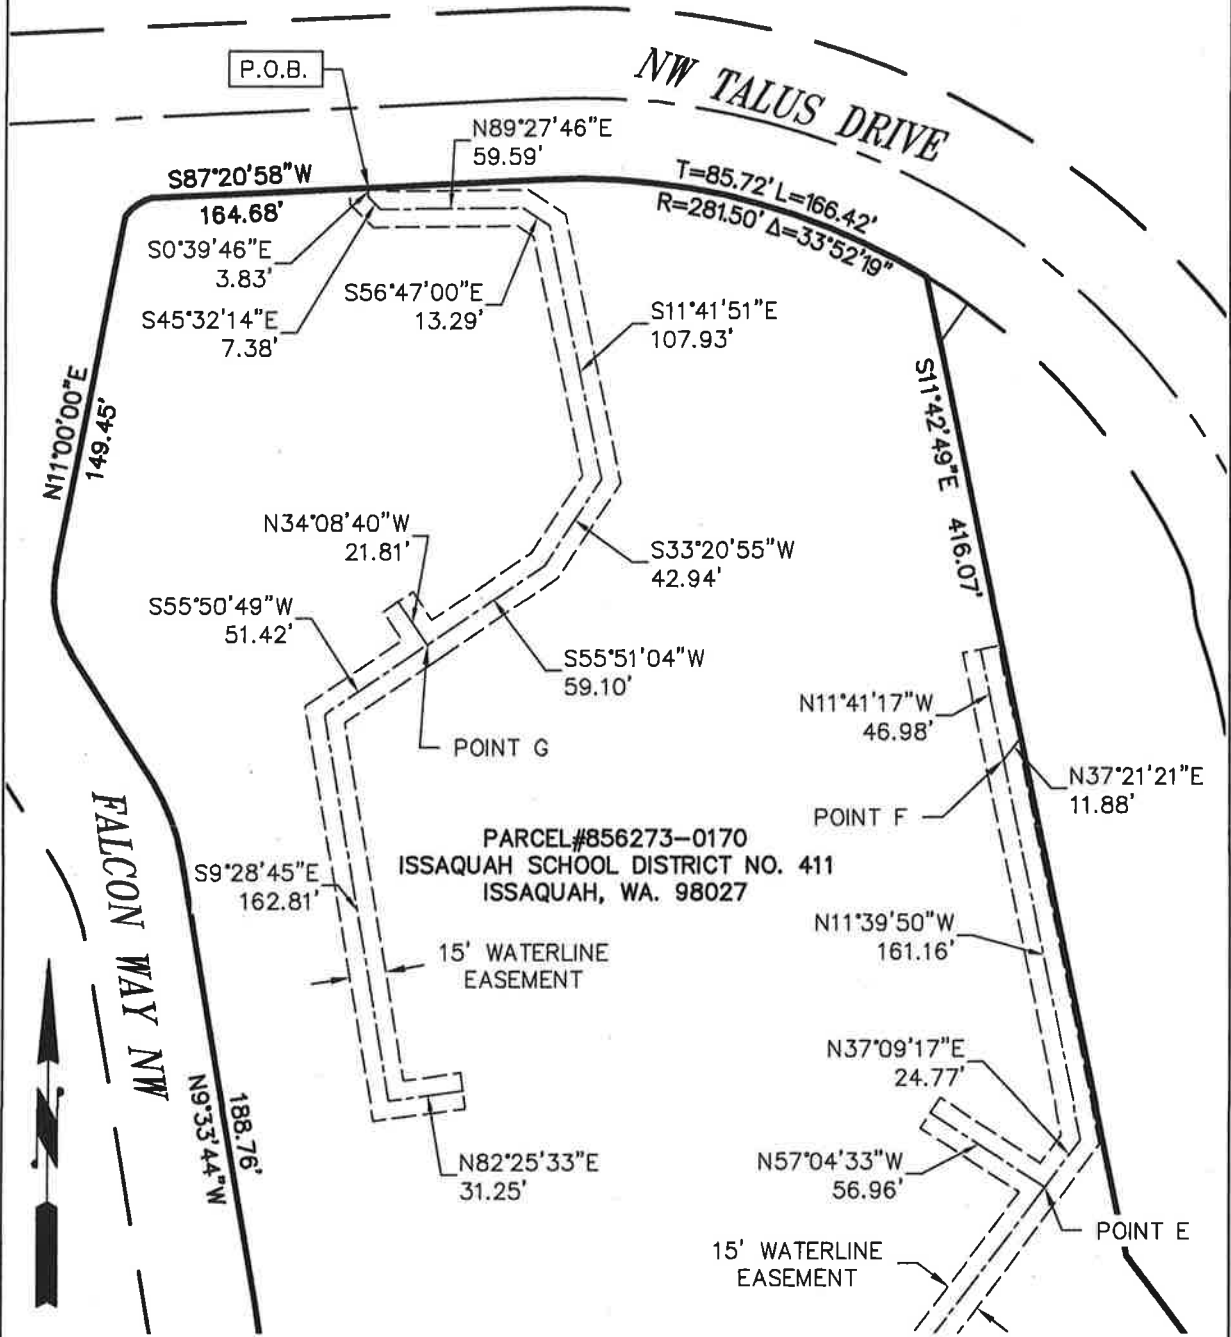 P.O.B.
NW TALUS DRIVE
N89°27'46"E
59.59'
S87°20'58"W
164.68'
T=85.72' L=166.42'
R=281.50' Δ=33°52'19"
S0°39'46"E
3.83'
S56°47'00"E
13.29'
S45°32'14"E
7.38'
S11°41'51"E
107.93'
N11°00'00"E
149.45'
S11°42'49"E 416.07'
N34°08'40"W
21.81'
S33°20'55"W
42.94'
S55°50'49"W
51.42'
S55°51'04"W
59.10'
N11°41'17"W
46.98'
POINT G
N37°21'21"E
11.88'
POINT F
FALCON WAY NW
PARCEL#856273-0170
ISSAQUAH SCHOOL DISTRICT NO. 411
ISSAQUAH, WA. 98027
S9°28'45"E
162.81'
N11°39'50"W
161.16'
15' WATERLINE
EASEMENT
N37°09'17"E
24.77'
N
188.76'
N9°33'44"W
N82°25'33"E
31.25'
N57°04'33"W
56.96'
POINT E
15' WATERLINE
EASEMENT